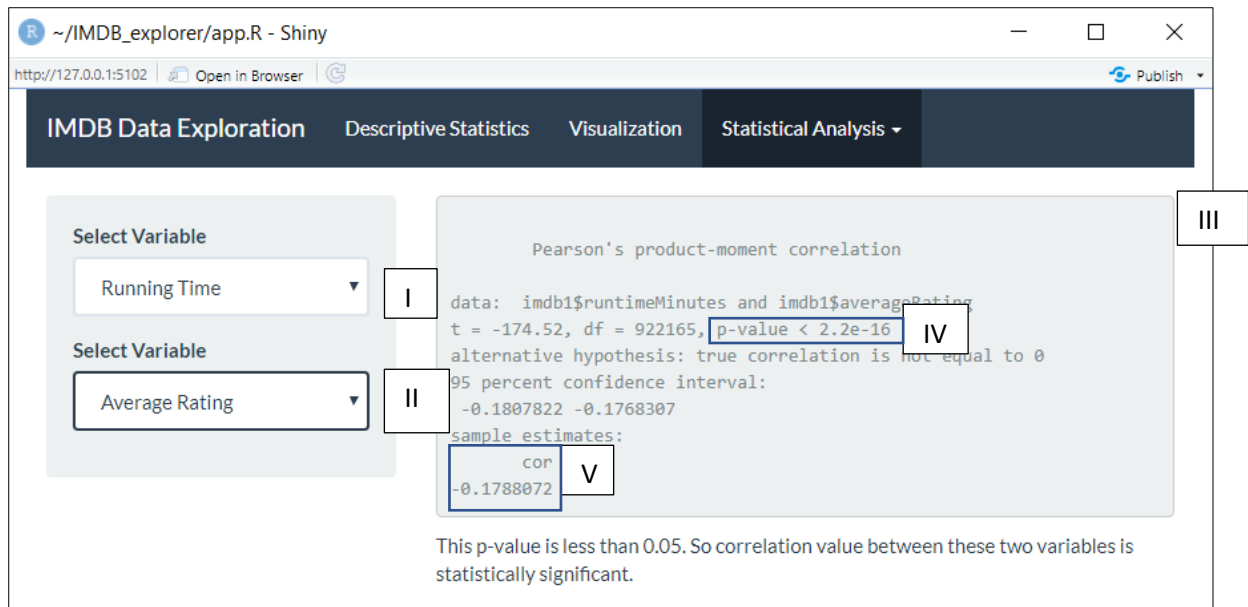 R ~/IMDB_explorer/app.R - Shiny
http://127.0.0.1:5102 Open in Browser Publish
IMDB Data Exploration Descriptive Statistics Visualization Statistical Analysis
Select Variable
Running Time
I
Select Variable
Average Rating
II
III
Pearson's product-moment correlation
data: imdb1$runtimeMinutes and imdb1$averageRating
t = -174.52, df = 922165, p-value < 2.2e-16
IV
alternative hypothesis: true correlation is not equal to 0
95 percent confidence interval:
-0.1807822 -0.1768307
sample estimates:
cor
-0.1788072
V
This p-value is less than 0.05. So correlation value between these two variables is
statistically significant.